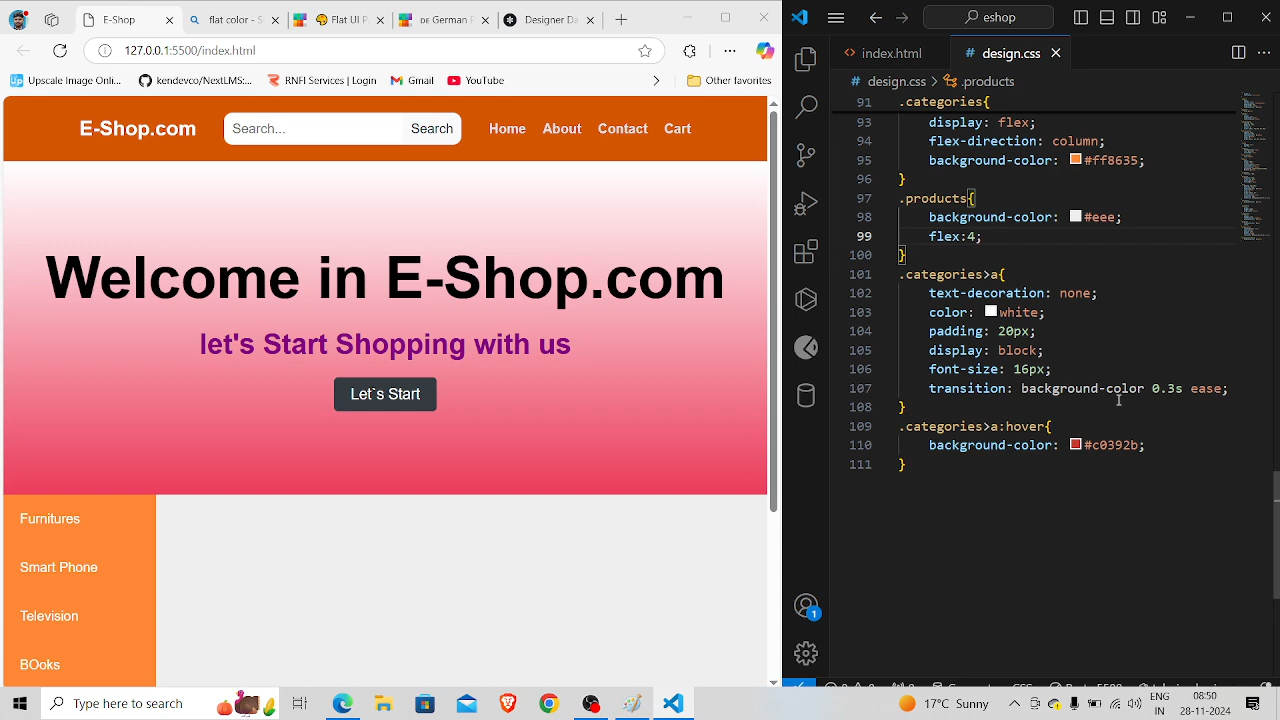 E-Shop
flat color - S
Flat UI P
De German P
Designer Da
127.0.0.1:5500/index.html
Up Upscale Image Onli...
kendevco/NextLMS...
RNFI Services | Login
Gmail
YouTube
Other favorites
E-Shop.com
Search...
Search
Home
About
Contact
Cart
Welcome in E-Shop.com
let's Start Shopping with us
Let`s Start
Furnitures
Smart Phone
Television
BOoks
eshop
index.html
# design.css
# design.css > .products
91 .categories{
93 display: flex;
94 flex-direction: column;
95 background-color: #ff8635;
96 }
97 .products{
98 background-color: #eee;
99 flex:4;
100 }
101 .categories>a{
102 text-decoration: none;
103 color: white;
104 padding: 20px;
105 display: block;
106 font-size: 16px;
107 transition: background-color 0.3s ease;
108 }
109 .categories>a:hover{
110 background-color: #c0392b;
111 }
1
Type here to search
17°C Sunny
ENG
IN
08:50
28-11-2024